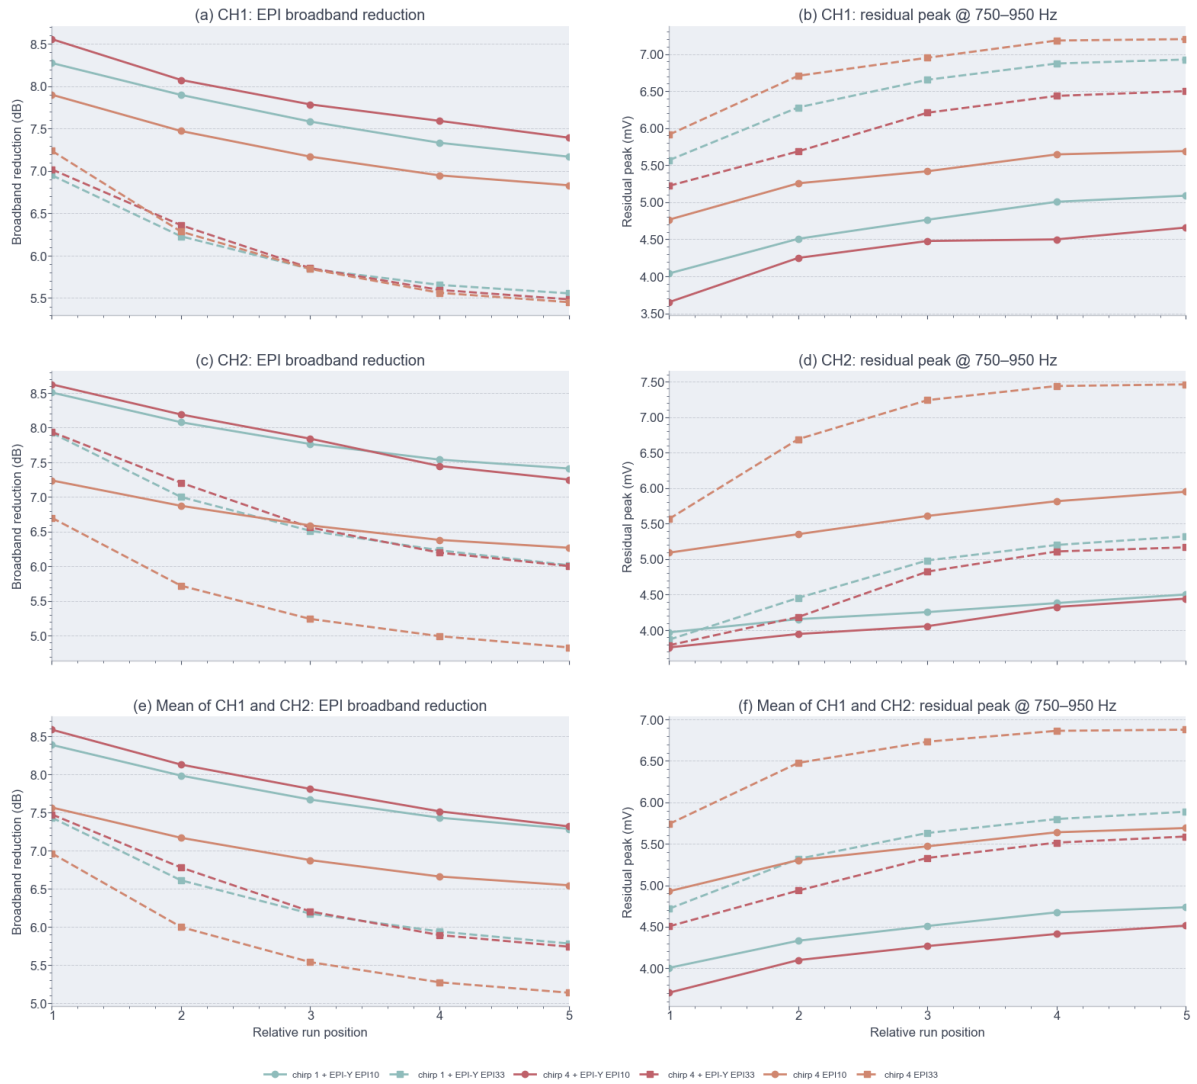 (a) CH1: EPI broadband reduction
Broadband reduction (dB)
8.5
8.0
7.5
7.0
6.5
6.0
5.5
(b) CH1: residual peak @ 750–950 Hz
Residual peak (mV)
7.00
6.50
6.00
5.50
5.00
4.50
4.00
3.50
(c) CH2: EPI broadband reduction
Broadband reduction (dB)
8.5
8.0
7.5
7.0
6.5
6.0
5.5
5.0
(d) CH2: residual peak @ 750–950 Hz
Residual peak (mV)
7.50
7.00
6.50
6.00
5.50
5.00
4.50
4.00
(e) Mean of CH1 and CH2: EPI broadband reduction
Broadband reduction (dB)
8.5
8.0
7.5
7.0
6.5
6.0
5.5
5.0
1 2 3 4 5
Relative run position
(f) Mean of CH1 and CH2: residual peak @ 750–950 Hz
Residual peak (mV)
7.00
6.50
6.00
5.50
5.00
4.50
4.00
1 2 3 4 5
Relative run position
chirp 1 + EPI-Y EPI10 chirp 1 + EPI-Y EPI33 chirp 4 + EPI-Y EPI10 chirp 4 + EPI-Y EPI33 chirp 4 EPI10 chirp 4 EPI33